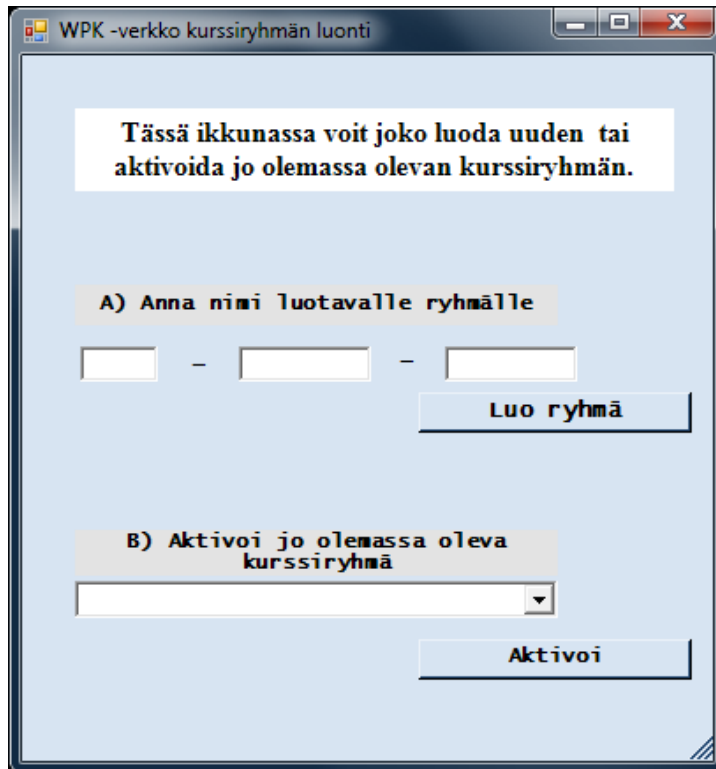 WPK -verkko kurssiryhmän luonti
Tässä ikkunassa voit joko luoda uuden tai
aktivoida jo olemassa olevan kurssiryhmän.
A) Anna nimi luotavalle ryhmälle
– –
Luo ryhmä
B) Aktivoi jo olemassa oleva
kurssiryhmä
Aktivoi